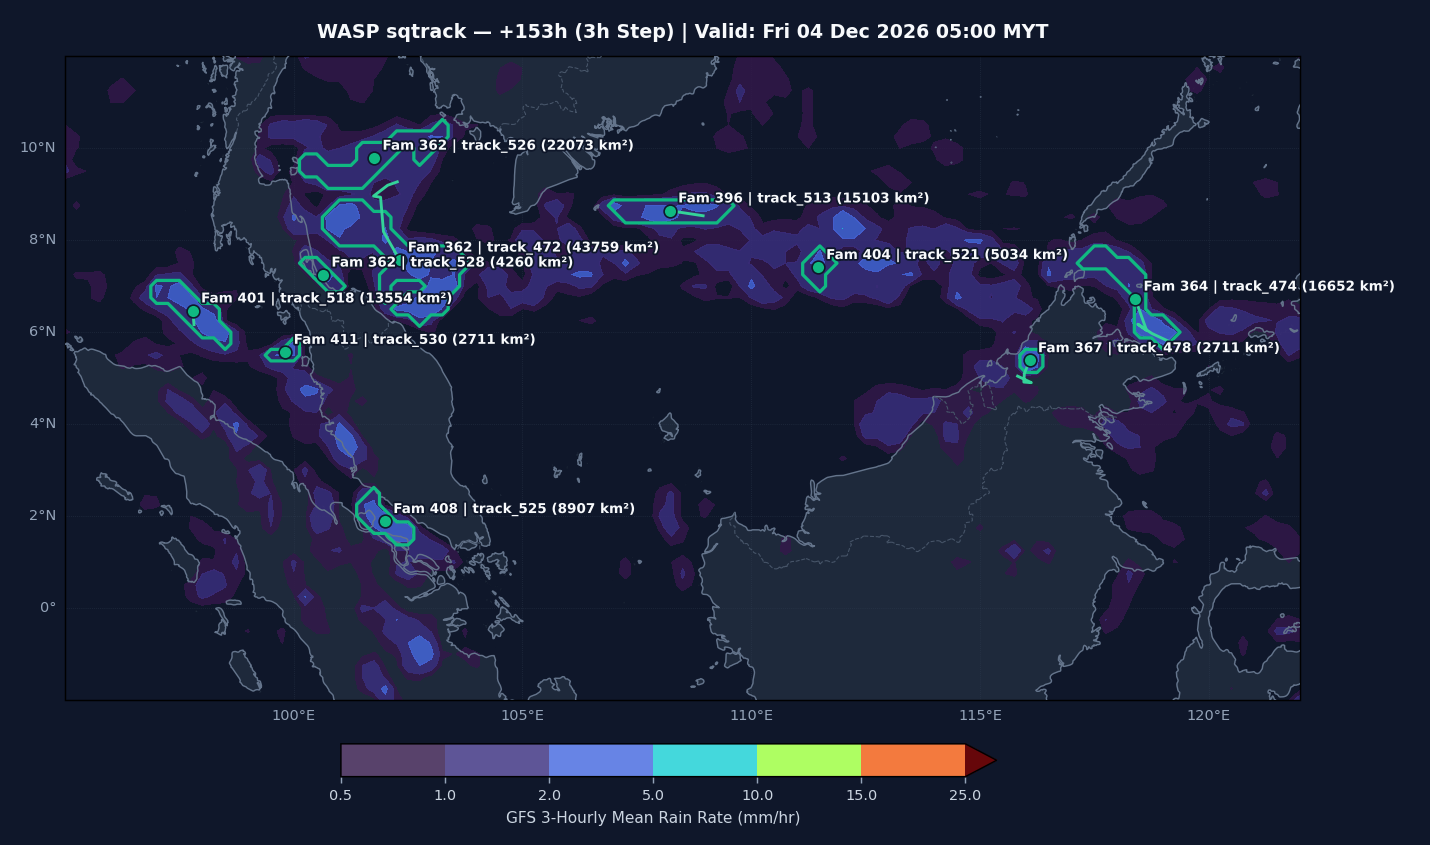 WASP sqtrack — +153h (3h Step) | Valid: Fri 04 Dec 2026 05:00 MYT
10°N
8°N
6°N
4°N
2°N
0°
Fam 362 | track_526 (22073 km²)
Fam 396 | track_513 (15103 km²)
Fam 362 | track_472 (43759 km²)
Fam 404 | track_521 (5034 km²)
Fam 362 | track_528 (4260 km²)
Fam 364 | track_474 (16652 km²)
Fam 401 | track_518 (13554 km²)
Fam 411 | track_530 (2711 km²)
Fam 367 | track_478 (2711 km²)
Fam 408 | track_525 (8907 km²)
100°E 105°E 110°E 115°E 120°E
0.5 1.0 2.0 5.0 10.0 15.0 25.0
GFS 3-Hourly Mean Rain Rate (mm/hr)